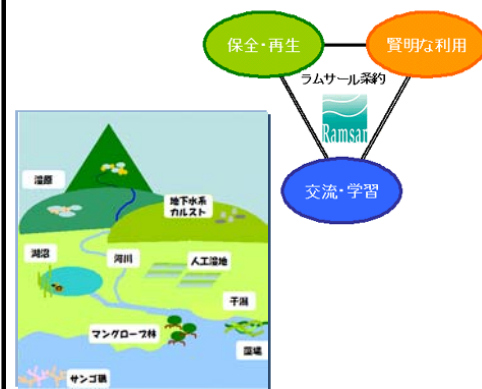 保全・再生
賢明な利用
ラムサール条約
Ramsar
交流・学習
湿原
地下水系
カルスト
湖沼
河川
人工湿地
干潟
マングローブ林
藻場
サンゴ礁